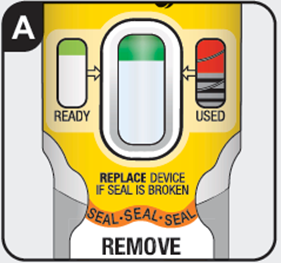 A
READY
USED
REPLACE DEVICE
IF SEAL IS BROKEN
SEAL·SEAL·SEAL
REMOVE